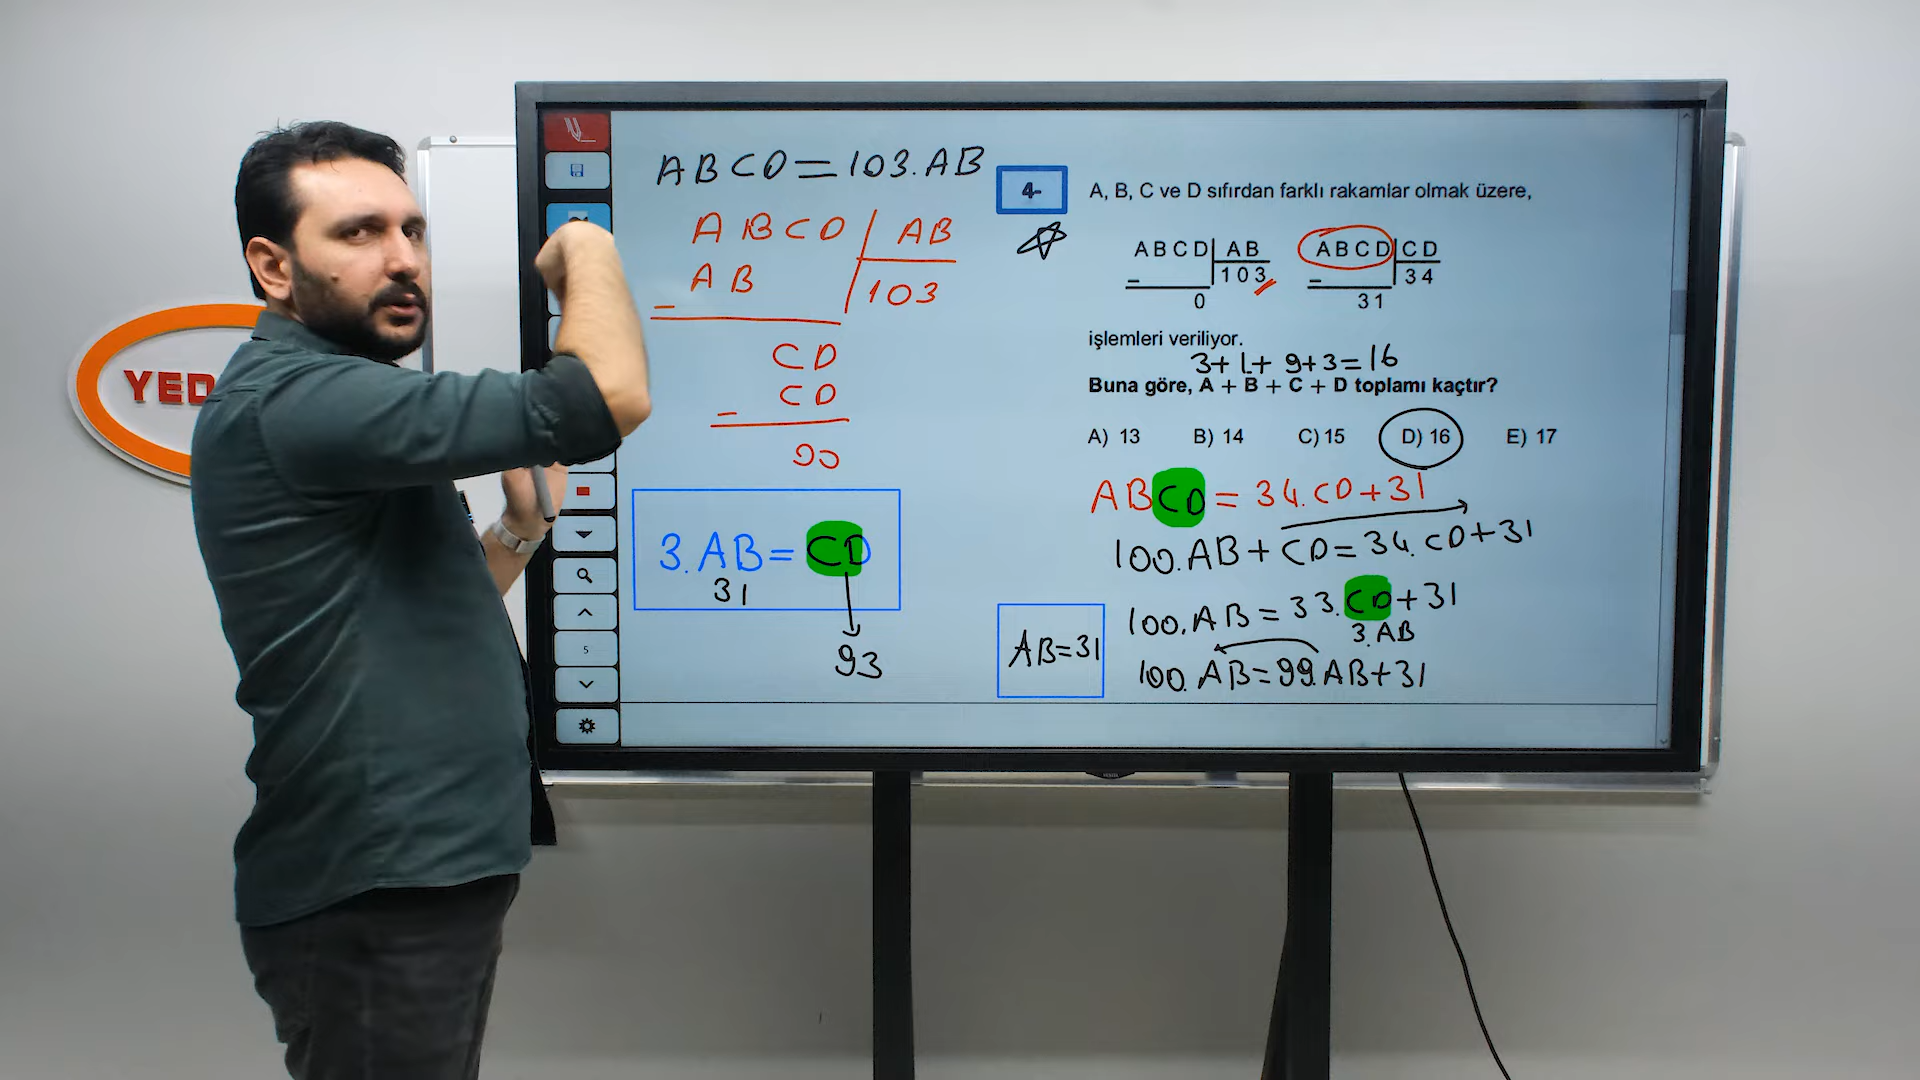 YED
ABCD=103.AB
ABCD AB
AB 103
-
CD
CD
-
00
3.AB=CD
31
93
4-
A, B, C ve D sıfırdan farklı rakamlar olmak üzere,
ABCD AB
103
-
0
ABCD CD
34
-
31
işlemleri veriliyor.
3+1+9+3=16
Buna göre, A + B + C + D toplamı kaçtır?
A) 13 B) 14 C) 15 D) 16 E) 17
ABCD = 34.CD+31
100.AB+CD=34.CD+31
100.AB=33.CD+31
3.AB
100.AB=99.AB+31
AB=31
5